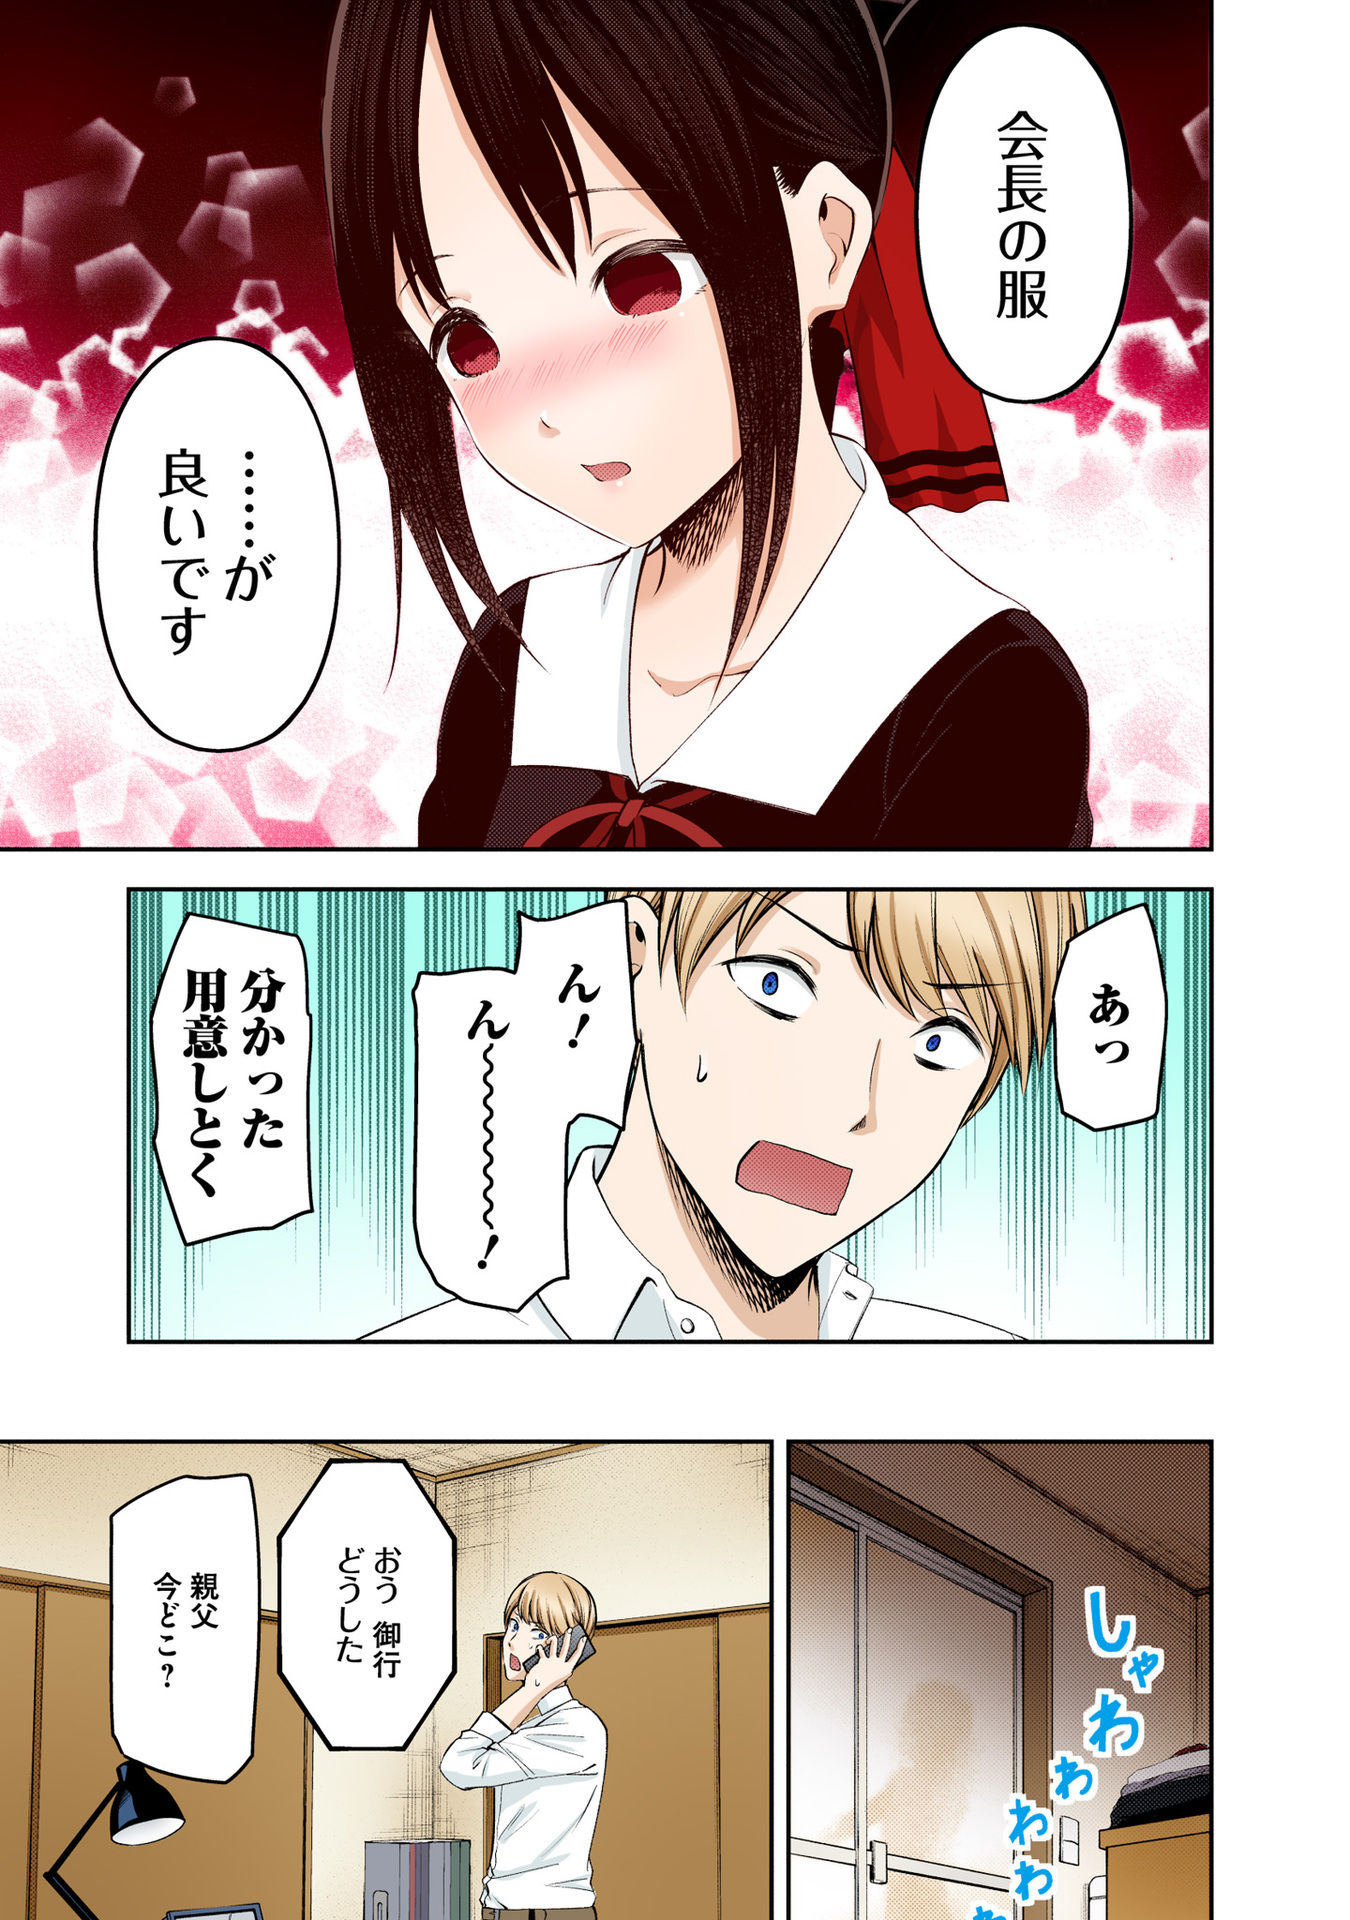 会長の服
……が
良いです
あっ
ん！
ん〜〜〜〜！
分かった
用意しとく
しゃわわわわわ
おう 御行
どうした
親父
今どこ？